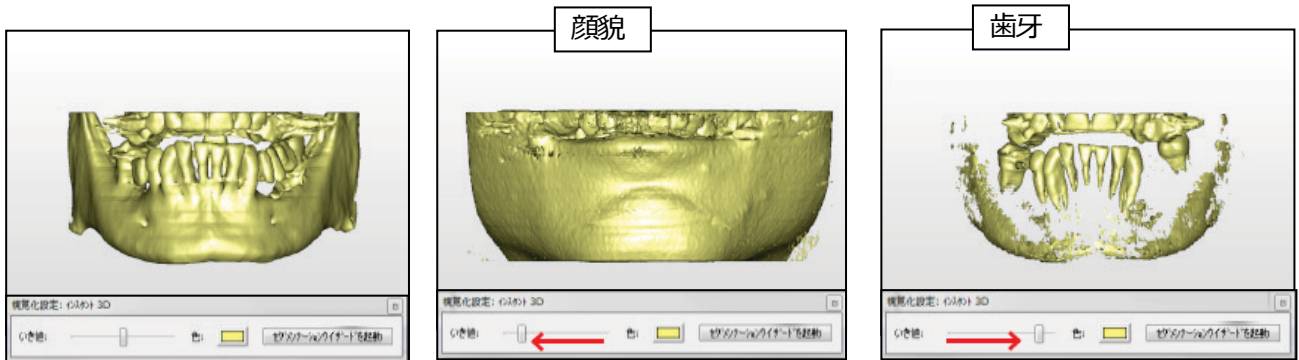 顔貌
歯牙
視覚化設定: インスタント 3D
いき値:
色:
セグメンテーションウィザードを起動
視覚化設定: インスタント 3D
いき値:
色:
セグメンテーションウィザードを起動
視覚化設定: インスタント 3D
いき値:
色:
セグメンテーションウィザードを起動